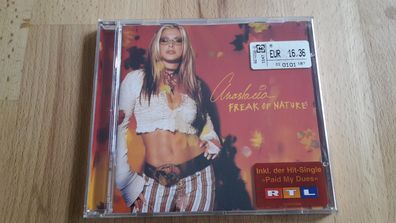 EUR 16.36
Anastacia
FREAK OF NATURE
Inkl. der Hit-Single
»Paid My Dues«
RTL